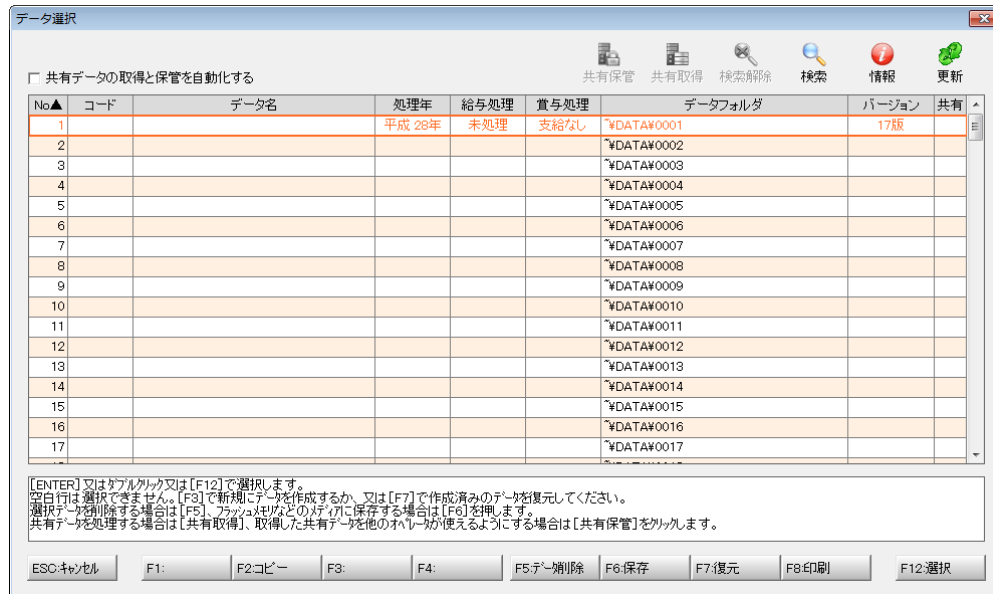 データ選択
共有保管 共有取得 検索解除 検索 情報 更新
共有データの取得と保管を自動化する
No▲ コード データ名 処理年 給与処理 賞与処理 データフォルダ バージョン 共有
1 平成 28年 未処理 支給なし ~¥DATA¥0001 17版
2 ~¥DATA¥0002
3 ~¥DATA¥0003
4 ~¥DATA¥0004
5 ~¥DATA¥0005
6 ~¥DATA¥0006
7 ~¥DATA¥0007
8 ~¥DATA¥0008
9 ~¥DATA¥0009
10 ~¥DATA¥0010
11 ~¥DATA¥0011
12 ~¥DATA¥0012
13 ~¥DATA¥0013
14 ~¥DATA¥0014
15 ~¥DATA¥0015
16 ~¥DATA¥0016
17 ~¥DATA¥0017
[ENTER]又はダブルクリック又は[F12]で選択します。
空白行は選択できません。[F3]で新規にデータを作成するか、又は[F7]で作成済みのデータを復元してください。
選択データを削除する場合は[F5]、フラッシュメモリなどのメディアに保存する場合は[F6]を押します。
共有データを処理する場合は[共有取得]、取得した共有データを他のオペレータが使えるようにする場合は[共有保管]をクリックします。
ESC:キャンセル F1: F2:コピー F3: F4: F5:データ削除 F6:保存 F7:復元 F8:印刷 F12:選択